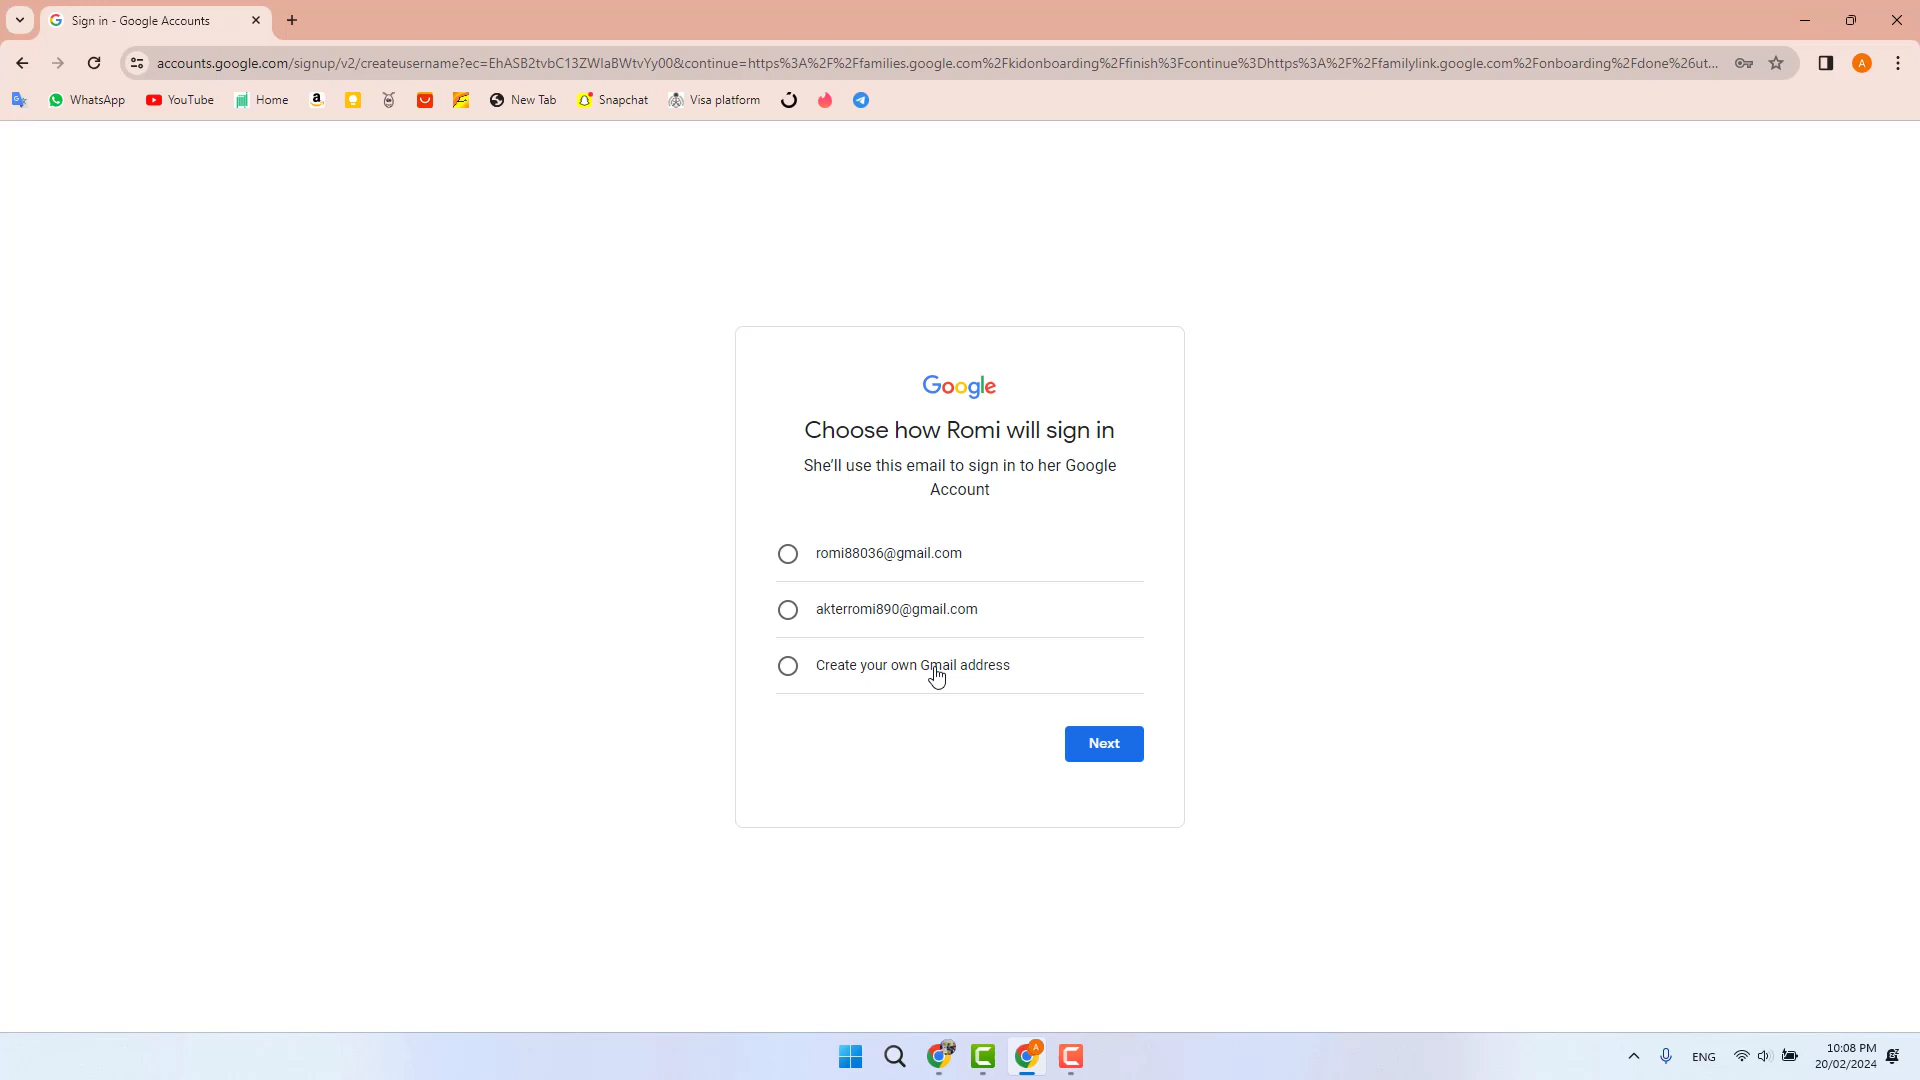 Sign in - Google Accounts
accounts.google.com/signup/v2/createusername?ec=EhASB2tvbC13ZWIaBWtvYy00&continue=https%3A%2F%2Ffamilies.google.com%2Fkidonboarding%2Ffinish%3Fcontinue%3Dhttps%3A%2F%2Ffamilylink.google.com%2Fonboarding%2Fdone%26ut...
A
WhatsApp
YouTube
Home
New Tab
Snapchat
Visa platform
Google
Choose how Romi will sign in
She'll use this email to sign in to her Google
Account
romi88036@gmail.com
akterromi890@gmail.com
Create your own Gmail address
Next
ENG
10:08 PM
20/02/2024